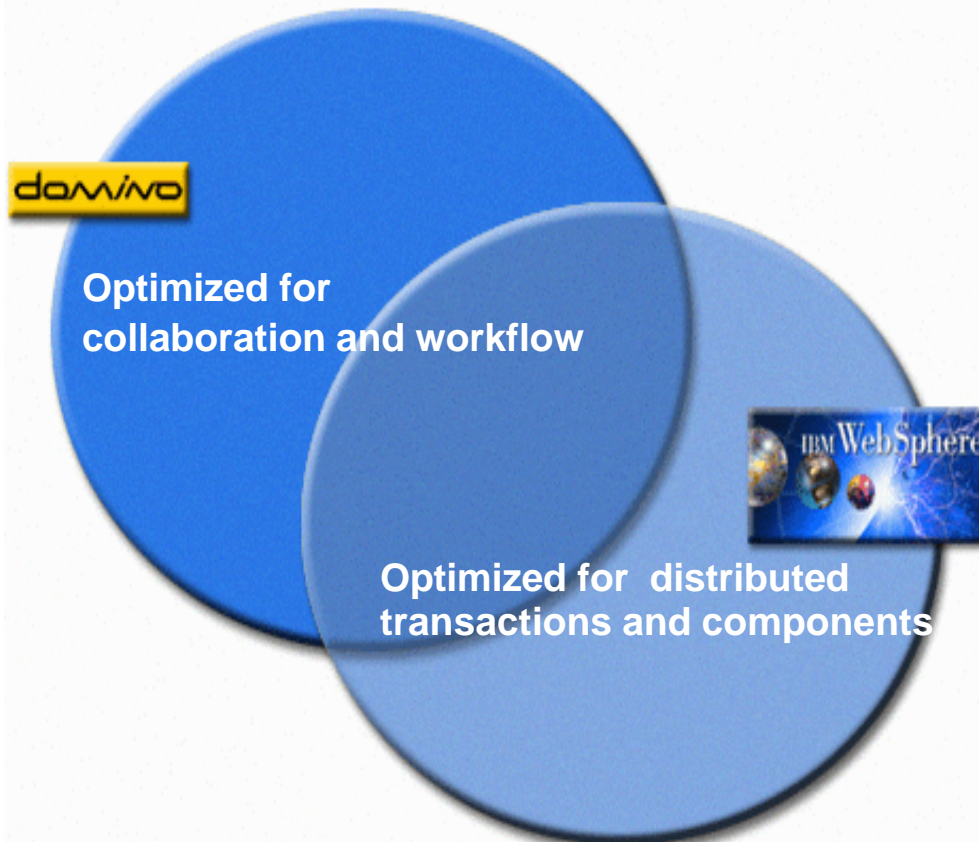 domino
Optimized for
collaboration and workflow
IBM WebSphere
Optimized for distributed
transactions and components